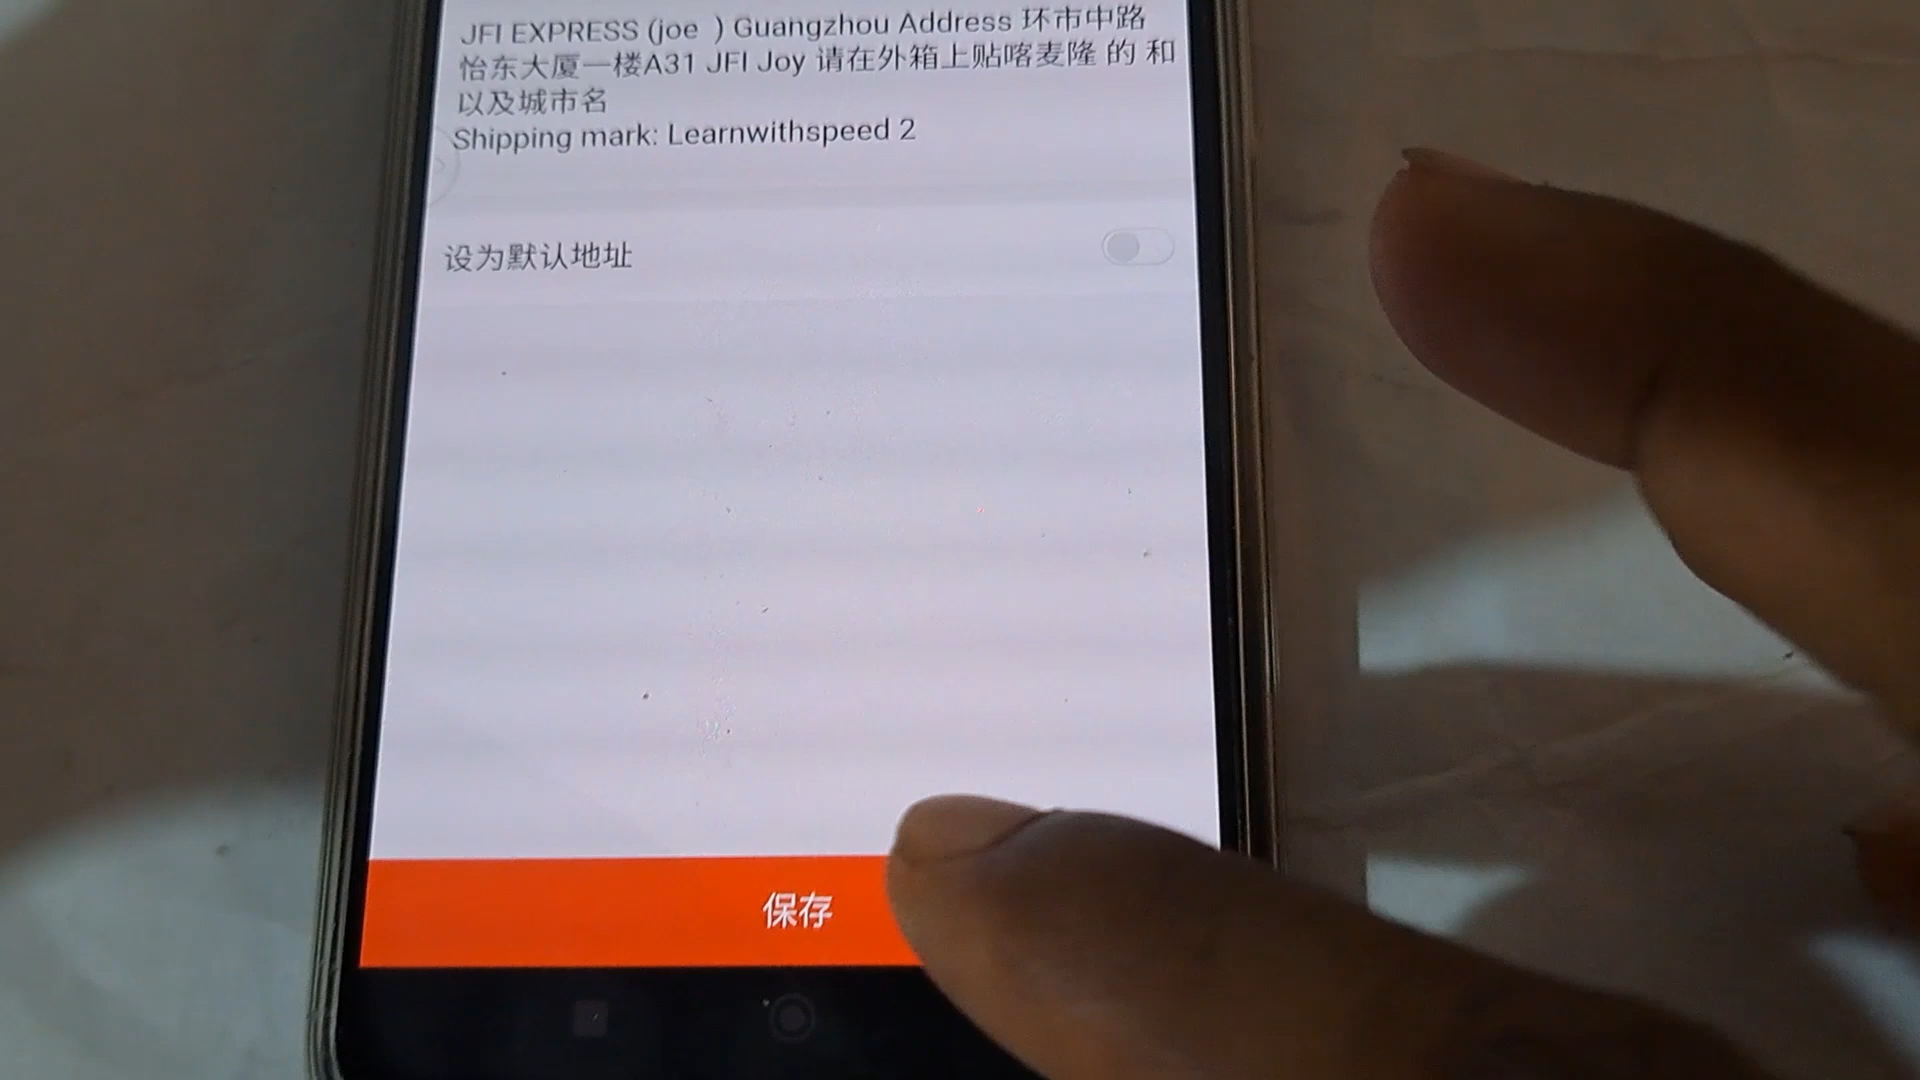 JFI EXPRESS (joe ) Guangzhou Address 环市中路
怡东大厦一楼A31 JFI Joy 请在外箱上贴喀麦隆 的 和
以及城市名
Shipping mark: Learnwithspeed 2
设为默认地址
保存